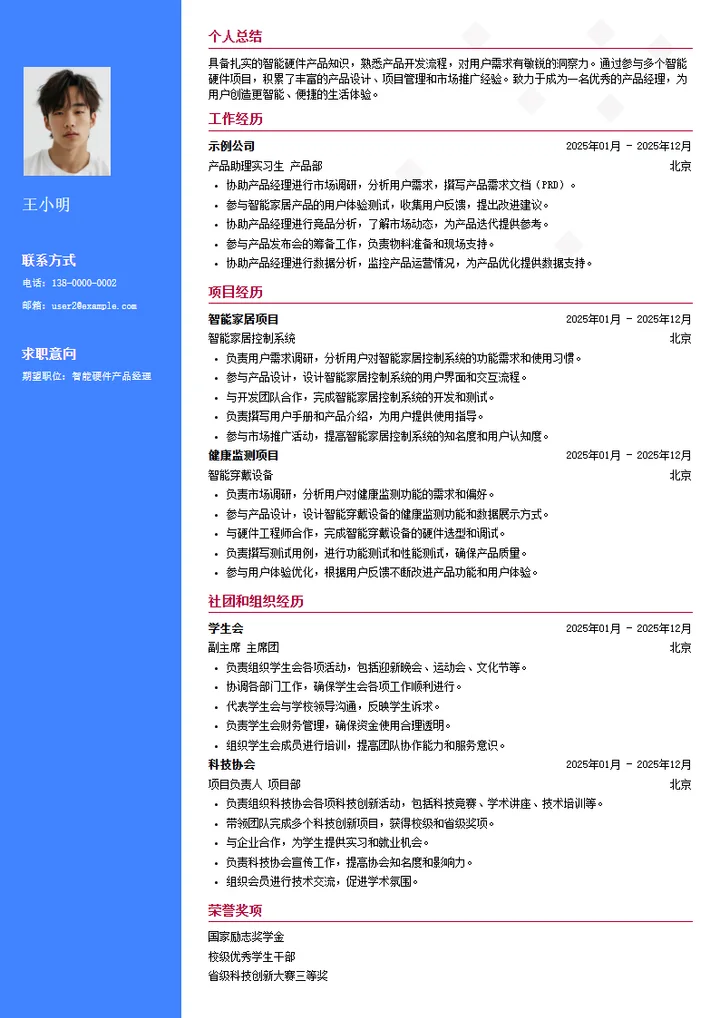 王小明
联系方式
电话：138-0000-0002
邮箱：user2@example.com
求职意向
期望职位：智能硬件产品经理
个人总结
具备扎实的智能硬件产品知识，熟悉产品开发流程，对用户需求有敏锐的洞察力。通过参与多个智能
硬件项目，积累了丰富的产品设计、项目管理和市场推广经验。致力于成为一名优秀的产品经理，为
用户创造更智能、便捷的生活体验。
工作经历
示例公司 2025年01月 - 2025年12月
产品助理实习生 产品部 北京
• 协助产品经理进行市场调研，分析用户需求，撰写产品需求文档（PRD）。
• 参与智能家居产品的用户体验测试，收集用户反馈，提出改进建议。
• 协助产品经理进行竞品分析，了解市场动态，为产品迭代提供参考。
• 参与产品发布会的筹备工作，负责物料准备和现场支持。
• 协助产品经理进行数据分析，监控产品运营情况，为产品优化提供数据支持。
项目经历
智能家居项目 2025年01月 - 2025年12月
智能家居控制系统 北京
• 负责用户需求调研，分析用户对智能家居控制系统的功能需求和使用习惯。
• 参与产品设计，设计智能家居控制系统的用户界面和交互流程。
• 与开发团队合作，完成智能家居控制系统的开发和测试。
• 负责撰写用户手册和产品介绍，为用户提供使用指导。
• 参与市场推广活动，提高智能家居控制系统的知名度和用户认知度。
健康监测项目 2025年01月 - 2025年12月
智能穿戴设备 北京
• 负责市场调研，分析用户对健康监测功能的需求和偏好。
• 参与产品设计，设计智能穿戴设备的健康监测功能和数据展示方式。
• 与硬件工程师合作，完成智能穿戴设备的硬件选型和调试。
• 负责撰写测试用例，进行功能测试和性能测试，确保产品质量。
• 参与用户体验优化，根据用户反馈不断改进产品功能和用户体验。
社团和组织经历
学生会 2025年01月 - 2025年12月
副主席 主席团 北京
• 负责组织学生会各项活动，包括迎新晚会、运动会、文化节等。
• 协调各部门工作，确保学生会各项工作顺利进行。
• 代表学生会与学校领导沟通，反映学生诉求。
• 负责学生会财务管理，确保资金使用合理透明。
• 组织学生会成员进行培训，提高团队协作能力和服务意识。
科技协会 2025年01月 - 2025年12月
项目负责人 项目部 北京
• 负责组织科技协会各项科技创新活动，包括科技竞赛、学术讲座、技术培训等。
• 带领团队完成多个科技创新项目，获得校级和省级奖项。
• 与企业合作，为学生提供实习和就业机会。
• 负责科技协会宣传工作，提高协会知名度和影响力。
• 组织会员进行技术交流，促进学术氛围。
荣誉奖项
国家励志奖学金
校级优秀学生干部
省级科技创新大赛三等奖